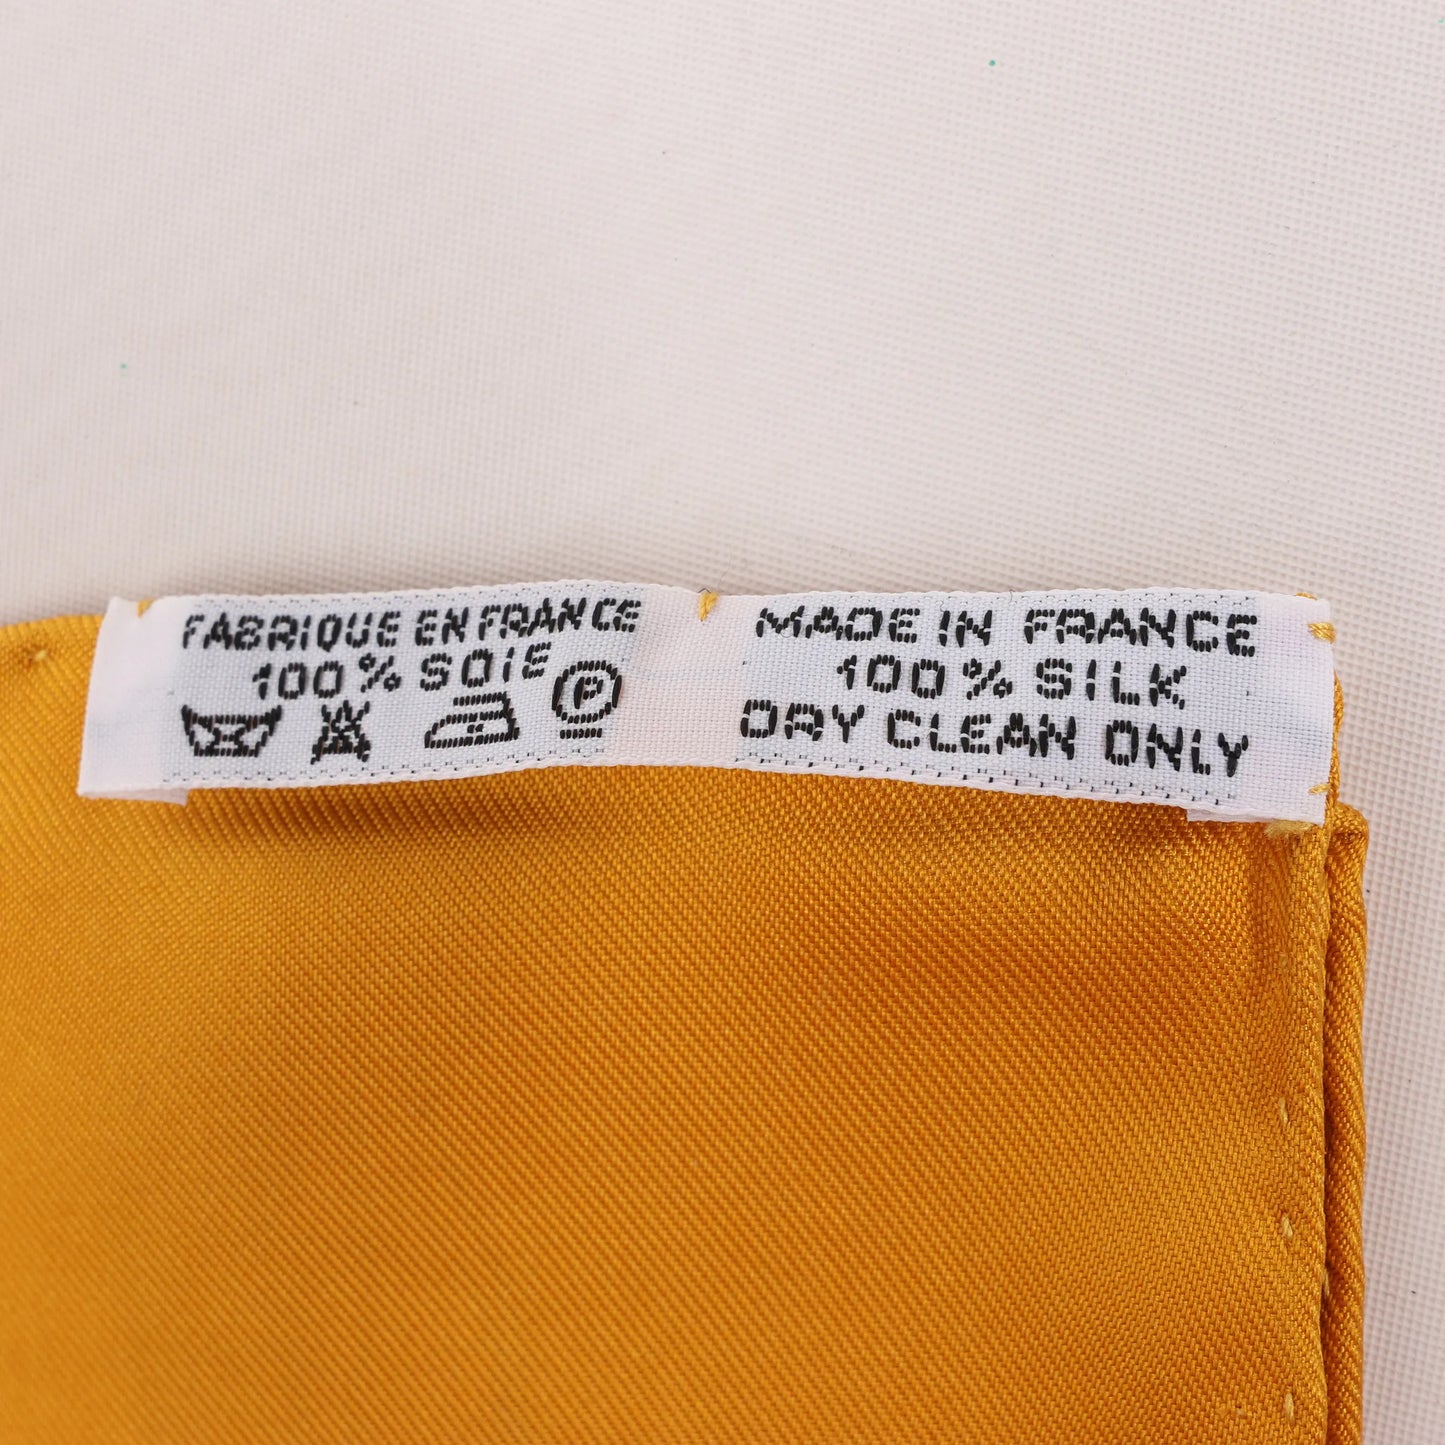 FABRIQUE EN FRANCE
100% SOIE
P
MADE IN FRANCE
100% SILK
DRY CLEAN ONLY